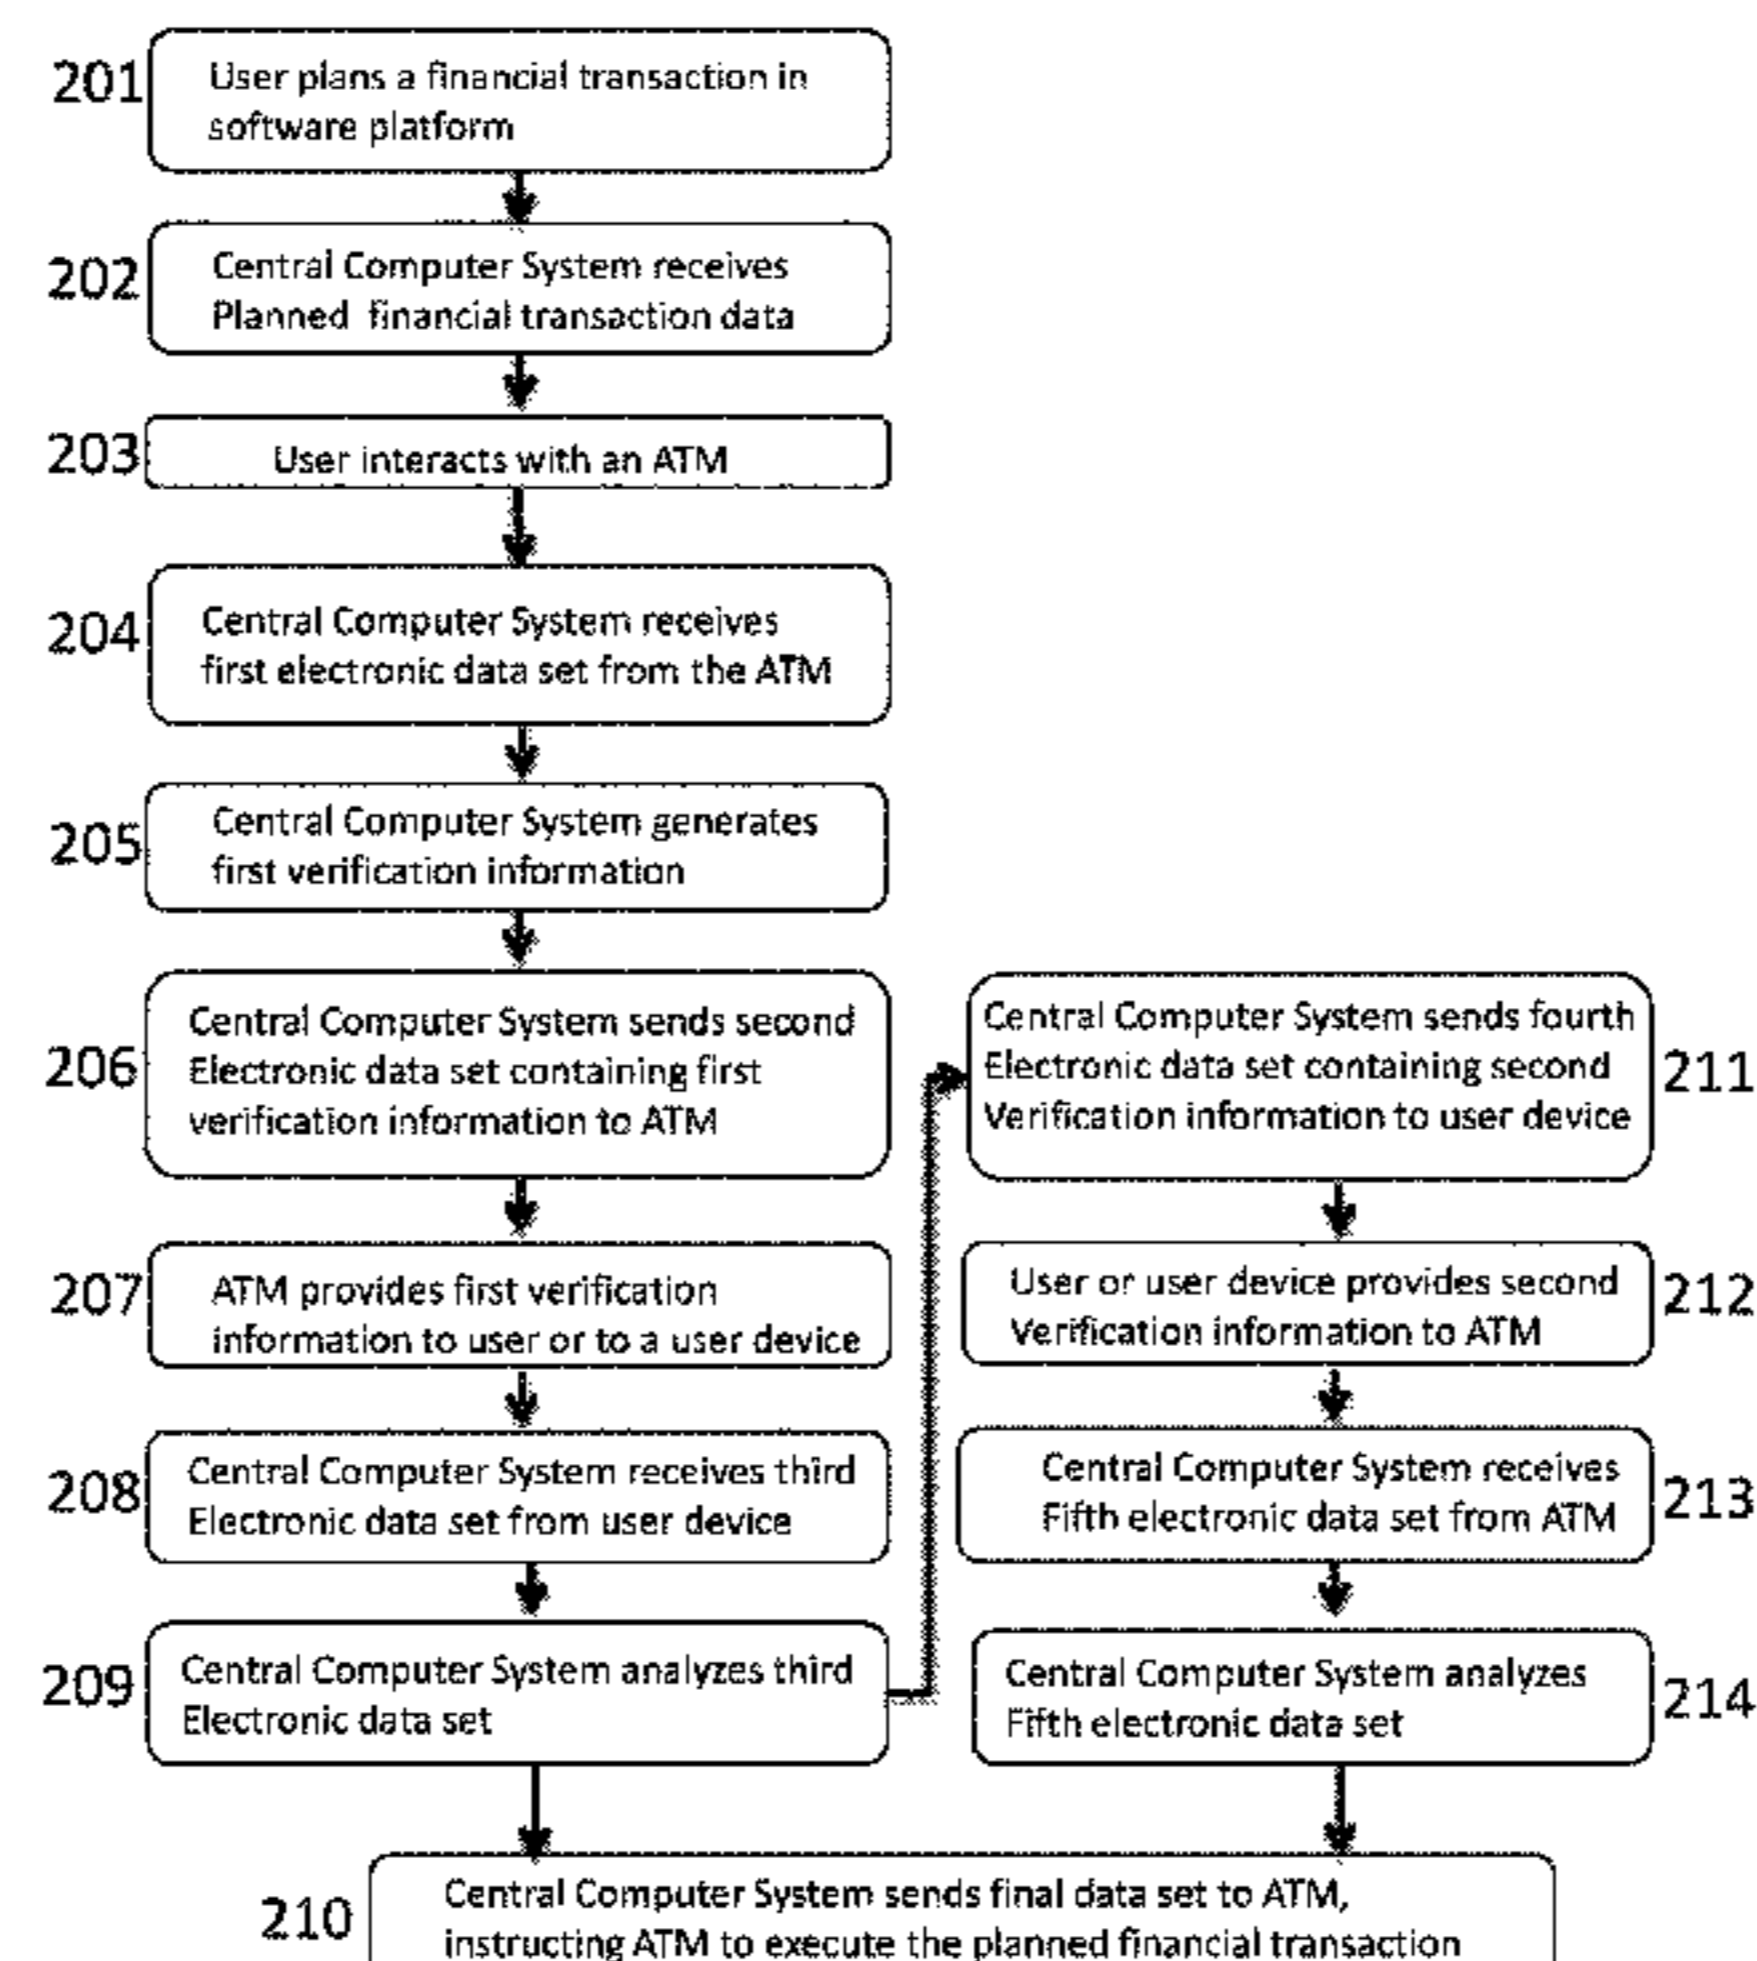 201
User plans a financial transaction in
software platform
202
Central Computer System receives
Planned financial transaction data
203
User interacts with an ATM
204
Central Computer System receives
first electronic data set from the ATM
205
Central Computer System generates
first verification information
206
Central Computer System sends second
Electronic data set containing first
verification information to ATM
207
ATM provides first verification
information to user or to a user device
208
Central Computer System receives third
Electronic data set from user device
209
Central Computer System analyzes third
Electronic data set
Central Computer System sends fourth
Electronic data set containing second
Verification information to user device
211
User or user device provides second
Verification information to ATM
212
Central Computer System receives
Fifth electronic data set from ATM
213
Central Computer System analyzes
Fifth electronic data set
214
210
Central Computer System sends final data set to ATM,
instructing ATM to execute the planned financial transaction